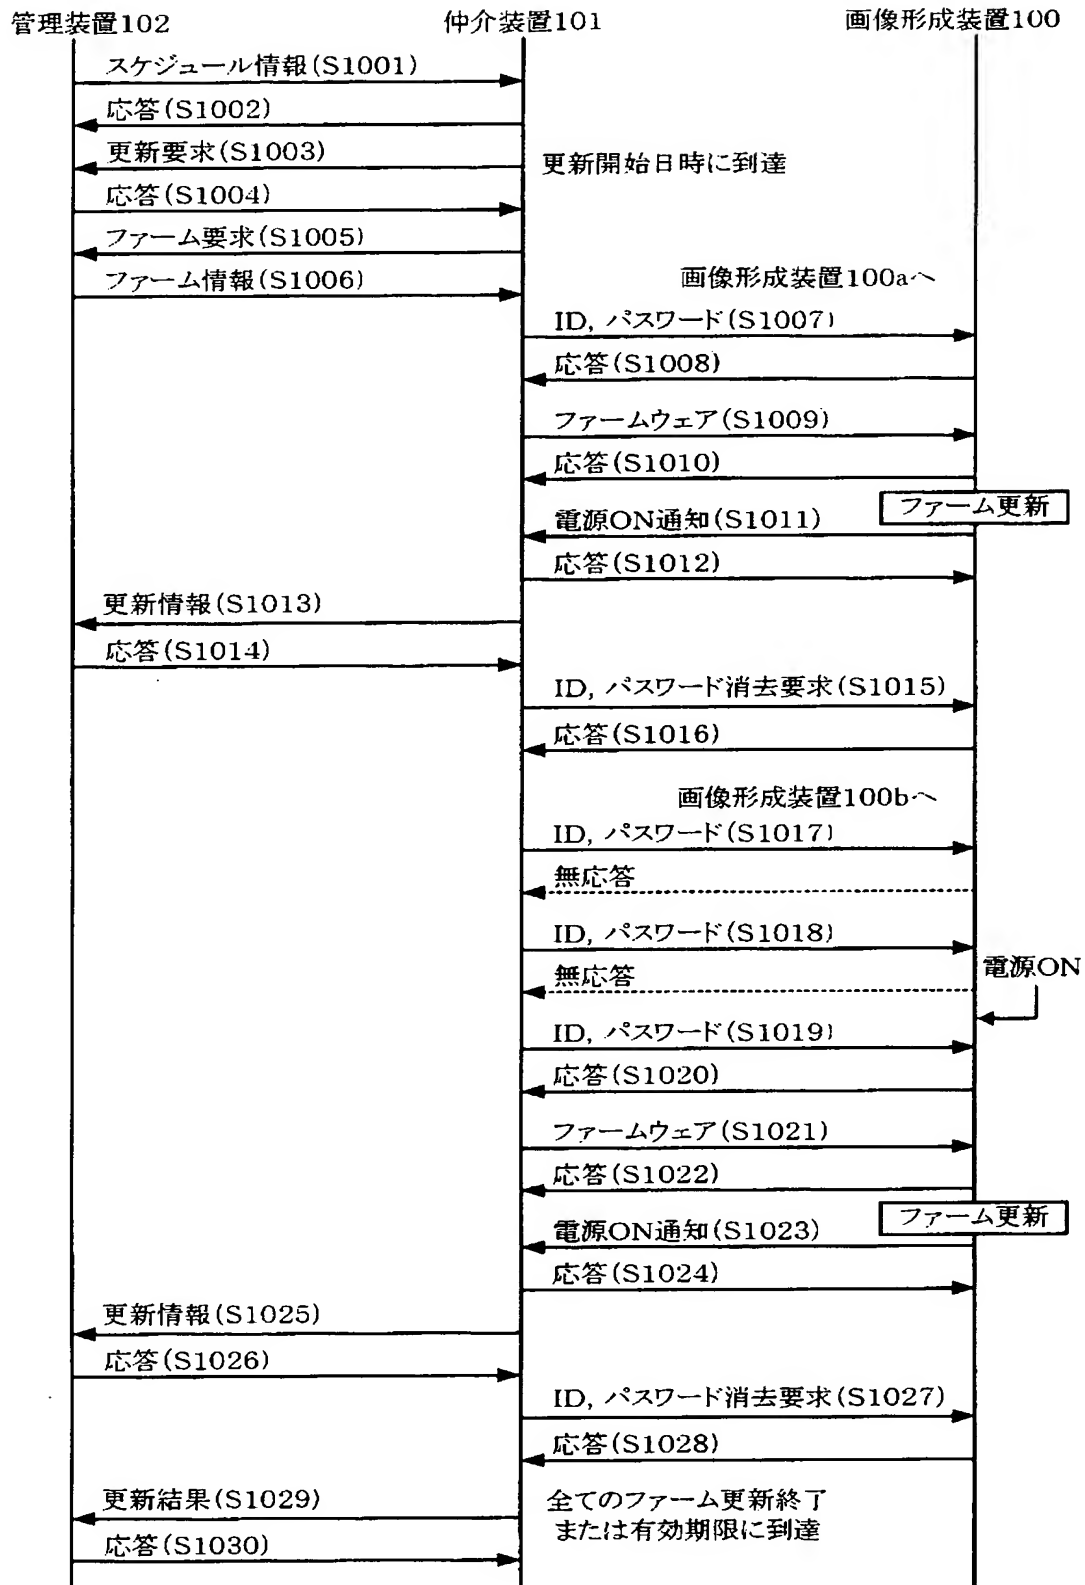 管理装置102
仲介装置101
画像形成装置100
スケジュール情報(S1001)
応答(S1002)
更新要求(S1003)
更新開始日時に到達
応答(S1004)
ファーム要求(S1005)
ファーム情報(S1006)
画像形成装置100aへ
ID, パスワード(S1007)
応答(S1008)
ファームウェア(S1009)
応答(S1010)
ファーム更新
電源ON通知(S1011)
応答(S1012)
更新情報(S1013)
応答(S1014)
ID, パスワード消去要求(S1015)
応答(S1016)
画像形成装置100bへ
ID, パスワード(S1017)
無応答
ID, パスワード(S1018)
電源ON
無応答
ID, パスワード(S1019)
応答(S1020)
ファームウェア(S1021)
応答(S1022)
ファーム更新
電源ON通知(S1023)
応答(S1024)
更新情報(S1025)
応答(S1026)
ID, パスワード消去要求(S1027)
応答(S1028)
更新結果(S1029)
全てのファーム更新終了
または有効期限に到達
応答(S1030)